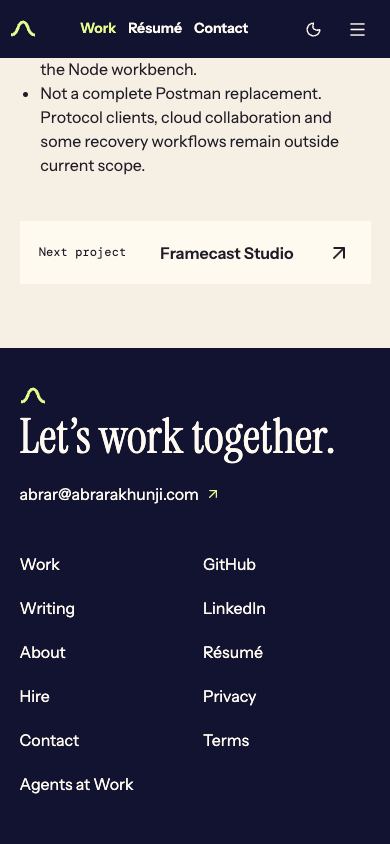 Work Résumé Contact
the Node workbench.
• Not a complete Postman replacement.
Protocol clients, cloud collaboration and
some recovery workflows remain outside
current scope.
Next project Framecast Studio
Let’s work together.
abrar@abrarakhunji.com
Work
Writing
About
Hire
Contact
Agents at Work
GitHub
LinkedIn
Résumé
Privacy
Terms